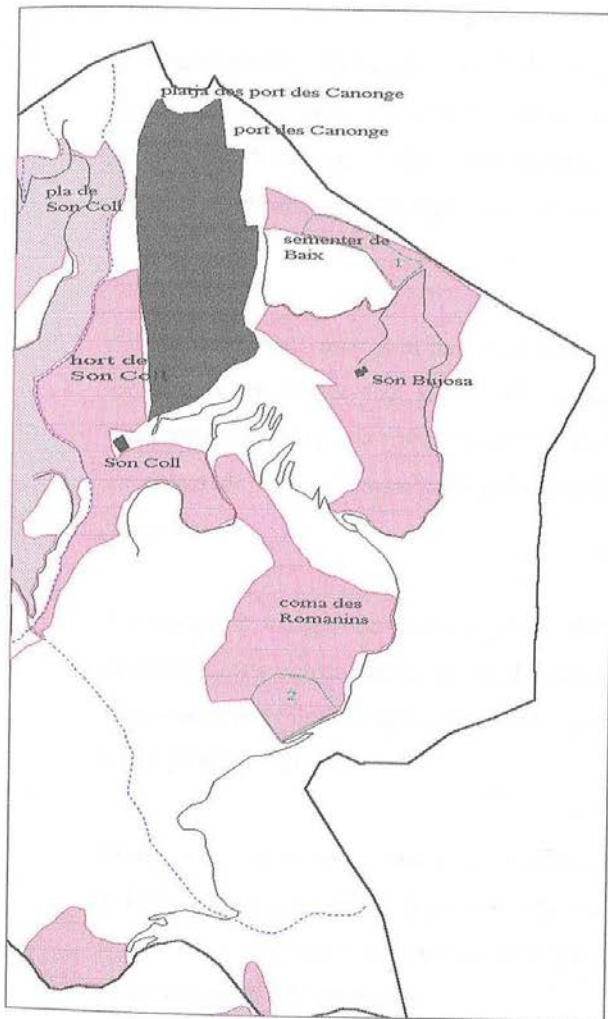 platja des port des Canonge
port des Canonge
pla de
Son Coll
sementer de
Baix
1
hort de
Son Coll
Son Bujosa
Son Coll
coma des
Romanins
2